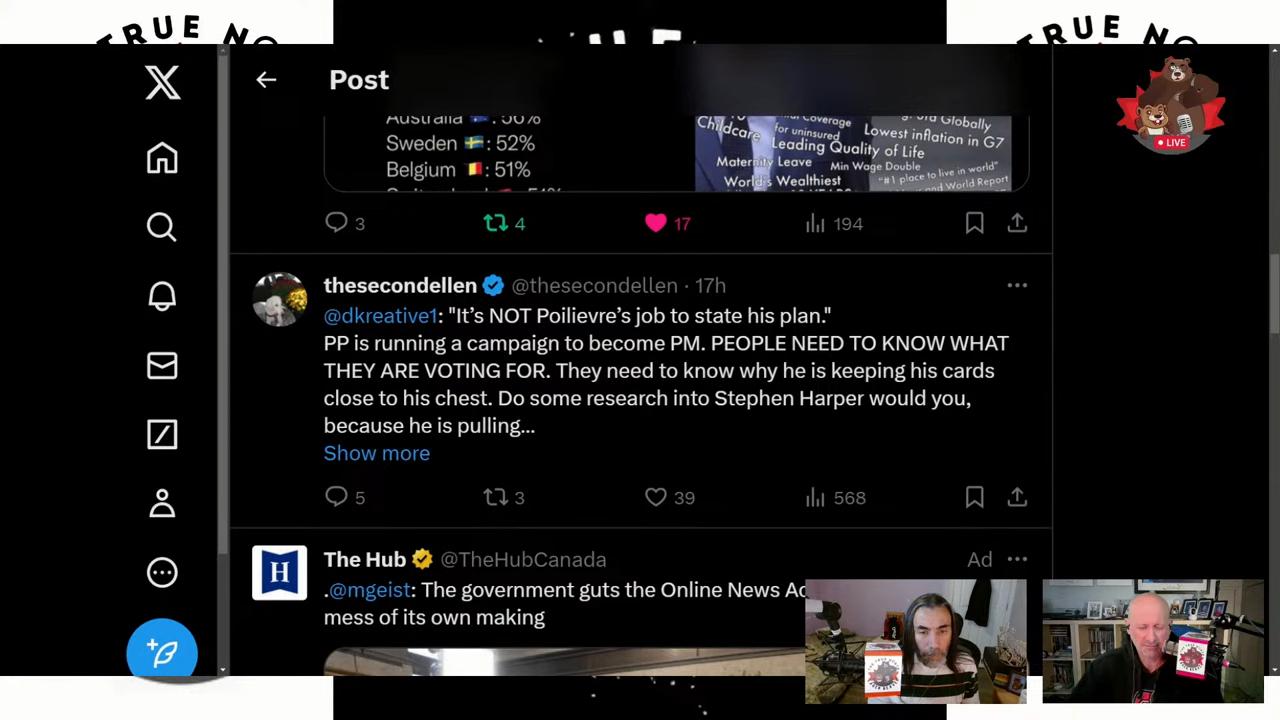 TRUE NO
TRUE NO
Post
LIVE
Australia 🇦🇺: 56%
Sweden 🇸🇪: 52%
Belgium 🇧🇪: 51%
Globally
Childcare
Coverage
for uninsured
Lowest inflation in G7
Leading Quality of Life
Maternity Leave
Min Wage Double
World's Wealthiest
"#1 place to live in world"
World Report
3
4
17
194
thesecondellen @thesecondellen · 17h
@dkreative1: "It's NOT Poilievre's job to state his plan."
PP is running a campaign to become PM. PEOPLE NEED TO KNOW WHAT
THEY ARE VOTING FOR. They need to know why he is keeping his cards
close to his chest. Do some research into Stephen Harper would you,
because he is pulling...
Show more
5
3
39
568
The Hub @TheHubCanada
Ad
H
.@mgeist: The government guts the Online News Ac
mess of its own making